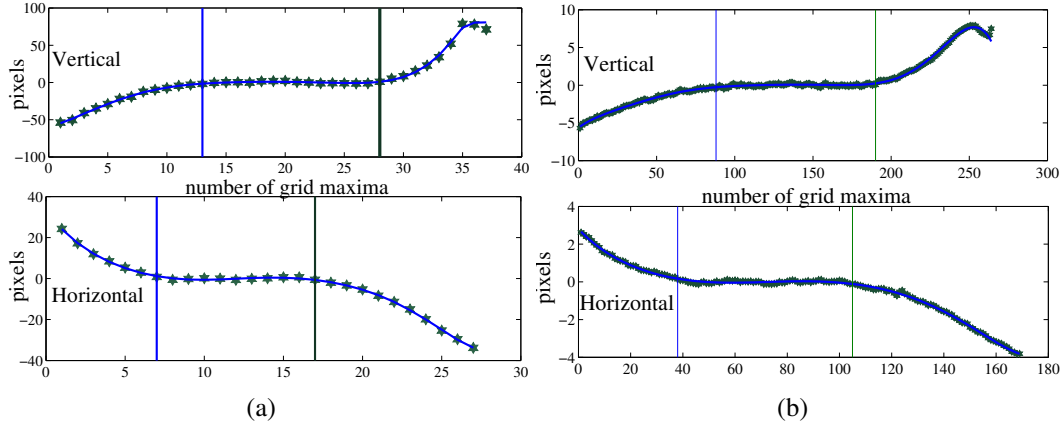 100
50
0
−50
−100
pixels
Vertical
0 5 10 15 20 25 30 35 40
number of grid maxima
40
20
0
−20
−40
pixels
Horizontal
0 5 10 15 20 25 30
(a)
10
5
0
−5
−10
pixels
Vertical
0 50 100 150 200 250 300
number of grid maxima
4
2
0
−2
−4
pixels
Horizontal
0 20 40 60 80 100 120 140 160 180
(b)